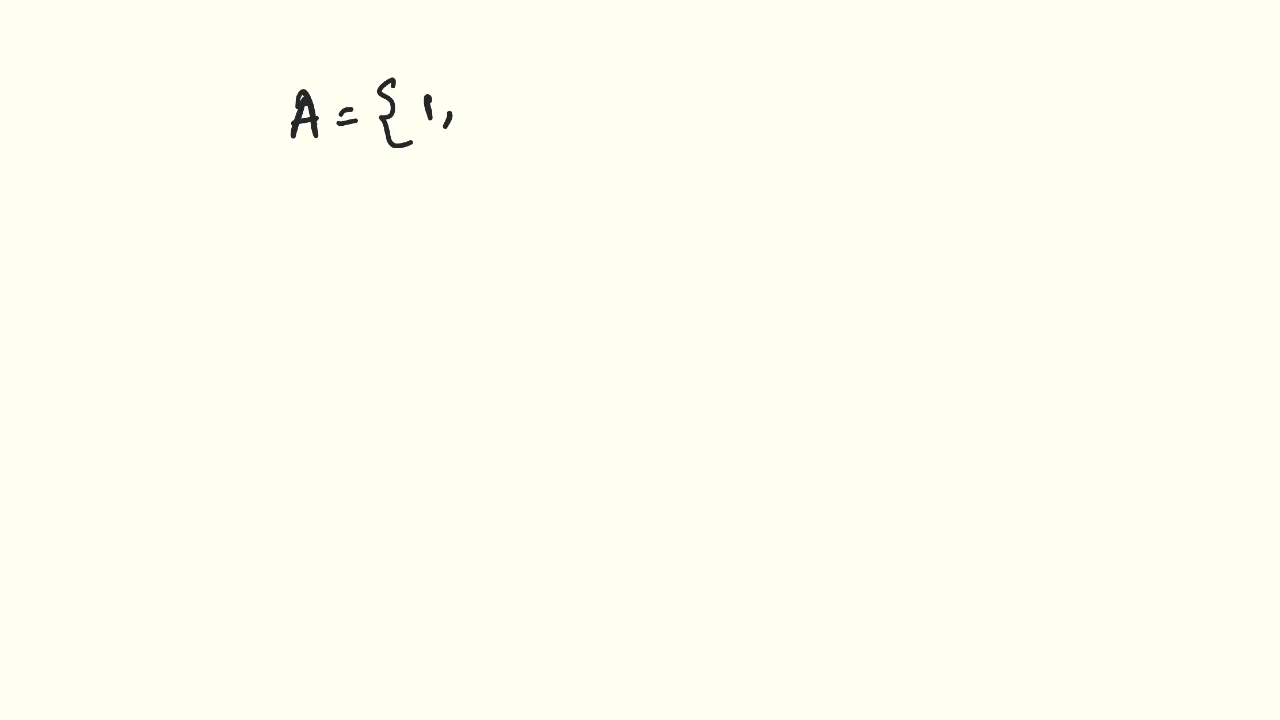 A = { 1,